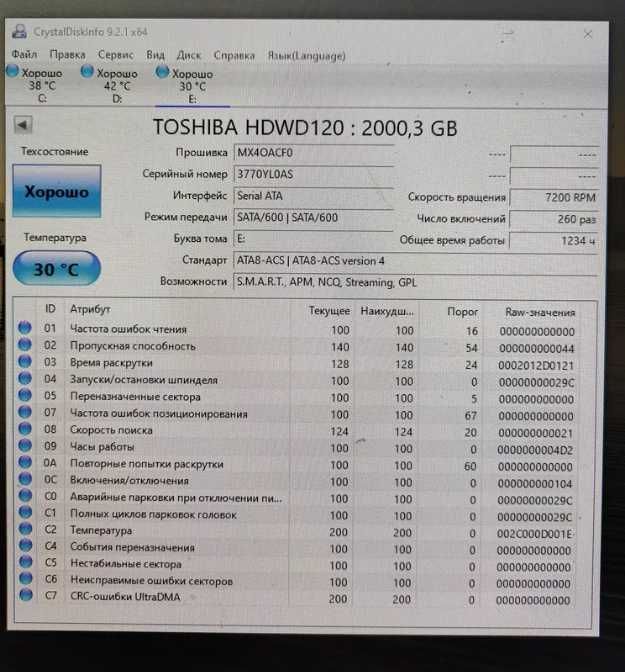 CrystalDiskInfo 9.2.1 x64
Файл Правка Сервис Вид Диск Справка Язык(Language)
Хорошо Хорошо Хорошо
38 °C 42 °C 30 °C
C: D: E:
TOSHIBA HDWD120 : 2000,3 GB
Техсостояние
Хорошо
Температура
30 °C
Прошивка MX4OACF0 ---- ----
Серийный номер 3770YL0AS ---- ----
Интерфейс Serial ATA Скорость вращения 7200 RPM
Режим передачи SATA/600 | SATA/600 Число включений 260 раз
Буква тома E: Общее время работы 1234 ч
Стандарт ATA8-ACS | ATA8-ACS version 4
Возможности S.M.A.R.T., APM, NCQ, Streaming, GPL
ID Атрибут Текущее Наихудш... Порог Raw-значения
01 Частота ошибок чтения 100 100 16 000000000000
02 Пропускная способность 140 140 54 000000000044
03 Время раскрутки 128 128 24 0002012D0121
04 Запуски/остановки шпинделя 100 100 0 00000000029C
05 Переназначенные сектора 100 100 5 000000000000
07 Частота ошибок позиционирования 100 100 67 000000000000
08 Скорость поиска 124 124 20 000000000021
09 Часы работы 100 100 0 0000000004D2
0A Повторные попытки раскрутки 100 100 60 000000000000
0C Включения/отключения 100 100 0 000000000104
C0 Аварийные парковки при отключении пи... 100 100 0 00000000029C
C1 Полных циклов парковок головок 100 100 0 00000000029C
C2 Температура 200 200 0 002C000D001E
C4 События переназначения 100 100 0 000000000000
C5 Нестабильные сектора 100 100 0 000000000000
C6 Неисправимые ошибки секторов 100 100 0 000000000000
C7 CRC-ошибки UltraDMA 200 200 0 000000000000